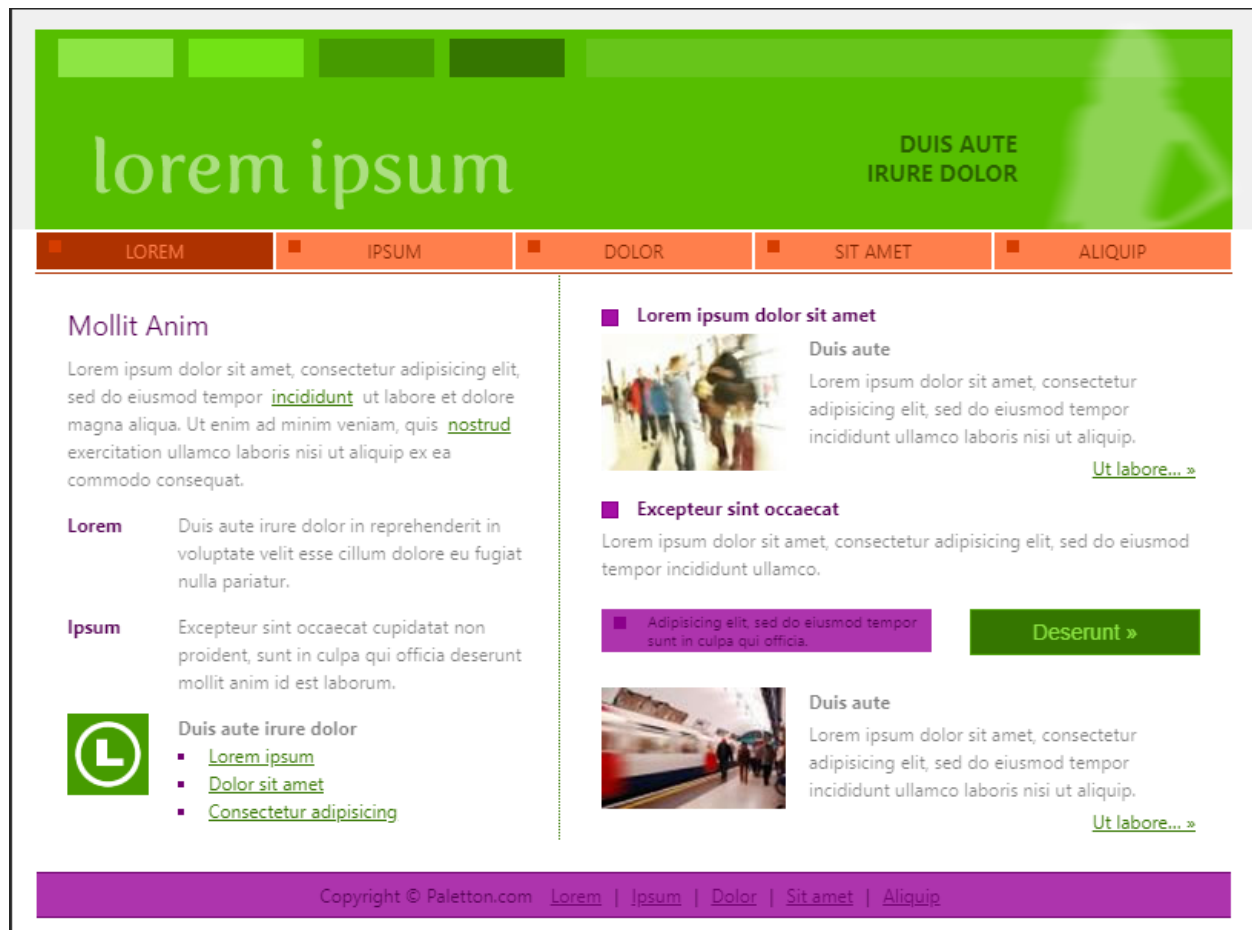 lorem ipsum
DUIS AUTE
IRURE DOLOR
LOREM
IPSUM
DOLOR
SIT AMET
ALIQUIP
Mollit Anim
Lorem ipsum dolor sit amet, consectetur adipisicing elit,
sed do eiusmod tempor incididunt ut labore et dolore
magna aliqua. Ut enim ad minim veniam, quis nostrud
exercitation ullamco laboris nisi ut aliquip ex ea
commodo consequat.
Lorem
Duis aute irure dolor in reprehenderit in
voluptate velit esse cillum dolore eu fugiat
nulla pariatur.
Ipsum
Excepteur sint occaecat cupidatat non
proident, sunt in culpa qui officia deserunt
mollit anim id est laborum.
L
Duis aute irure dolor
Lorem ipsum
Dolor sit amet
Consectetur adipisicing
Lorem ipsum dolor sit amet
Duis aute
Lorem ipsum dolor sit amet, consectetur
adipisicing elit, sed do eiusmod tempor
incididunt ullamco laboris nisi ut aliquip.
Ut labore... »
Excepteur sint occaecat
Lorem ipsum dolor sit amet, consectetur adipisicing elit, sed do eiusmod
tempor incididunt ullamco.
Adipisicing elit, sed do eiusmod tempor
sunt in culpa qui officia.
Deserunt »
Duis aute
Lorem ipsum dolor sit amet, consectetur
adipisicing elit, sed do eiusmod tempor
incididunt ullamco laboris nisi ut aliquip.
Ut labore... »
Copyright © Paletton.com Lorem | Ipsum | Dolor | Sit amet | Aliquip